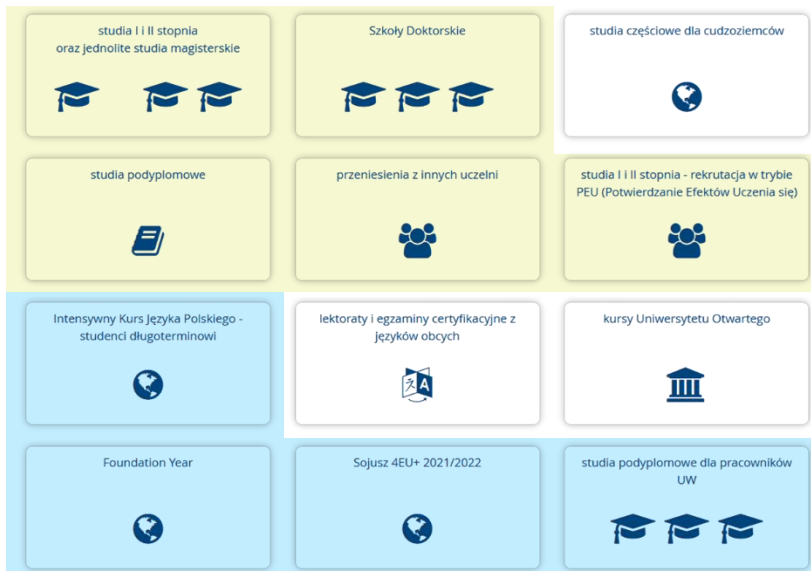 studia I i II stopnia
oraz jednolite studia magisterskie
Szkoły Doktorskie
studia częściowe dla cudzoziemców
studia podyplomowe
przeniesienia z innych uczelni
studia I i II stopnia - rekrutacja w trybie
PEU (Potwierdzanie Efektów Uczenia się)
Intensywny Kurs Języka Polskiego -
studenci długoterminowi
lektoraty i egzaminy certyfikacyjne z
języków obcych
A
kursy Uniwersytetu Otwartego
Foundation Year
Sojusz 4EU+ 2021/2022
studia podyplomowe dla pracowników
UW